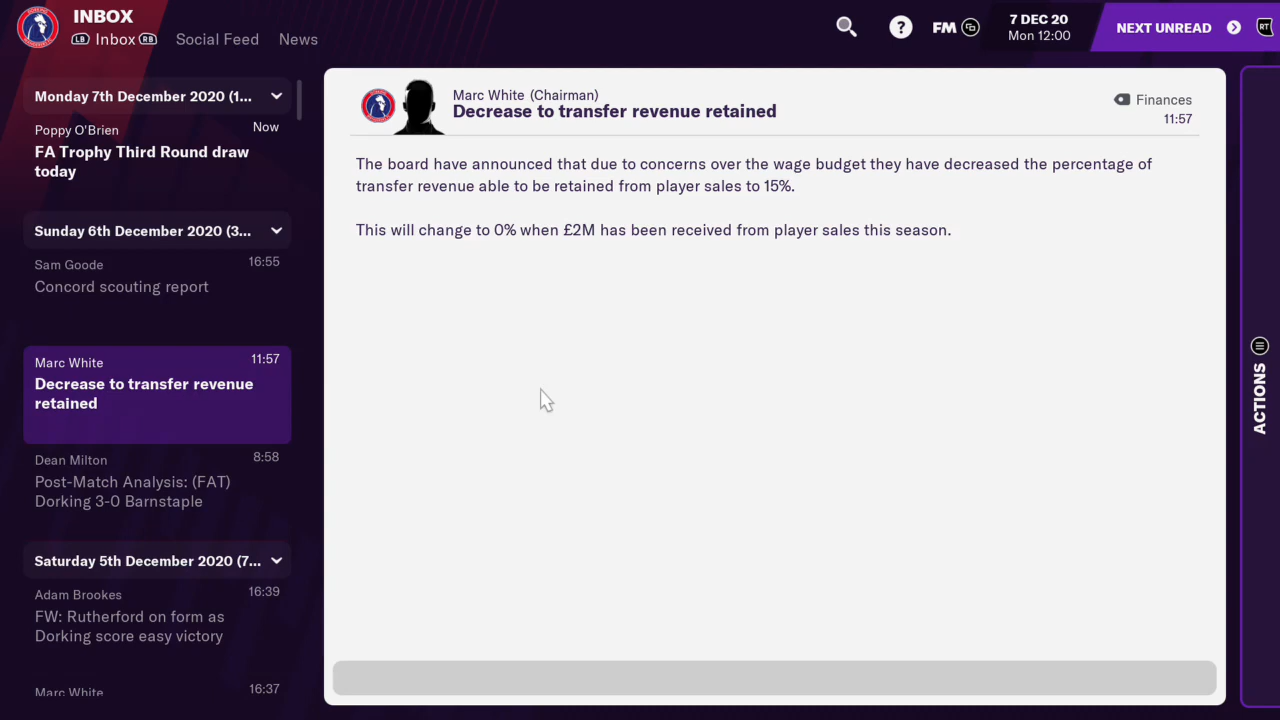 INBOX
LB Inbox RB Social Feed News
FM
7 DEC 20
Mon 12:00
NEXT UNREAD
RT
Monday 7th December 2020 (1...
Poppy O'Brien Now
FA Trophy Third Round draw
today
Sunday 6th December 2020 (3...
Sam Goode 16:55
Concord scouting report
Marc White 11:57
Decrease to transfer revenue
retained
Dean Milton 8:58
Post-Match Analysis: (FAT)
Dorking 3-0 Barnstaple
Saturday 5th December 2020 (7...
Adam Brookes 16:39
FW: Rutherford on form as
Dorking score easy victory
Marc White 16:37
Marc White (Chairman)
Decrease to transfer revenue retained
Finances
11:57
The board have announced that due to concerns over the wage budget they have decreased the percentage of
transfer revenue able to be retained from player sales to 15%.
This will change to 0% when £2M has been received from player sales this season.
ACTIONS